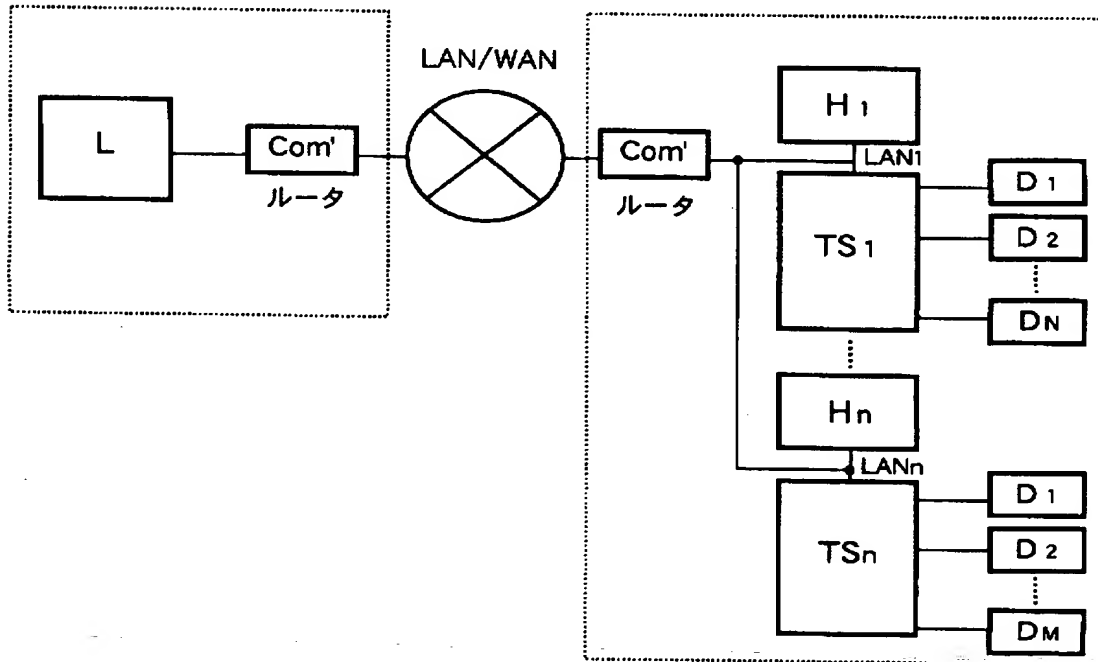 LAN/WAN
L
Com'
ルータ
Com'
ルータ
H1
LAN1
TS1
D1
D2
DN
Hn
LANn
TSn
D1
D2
DM